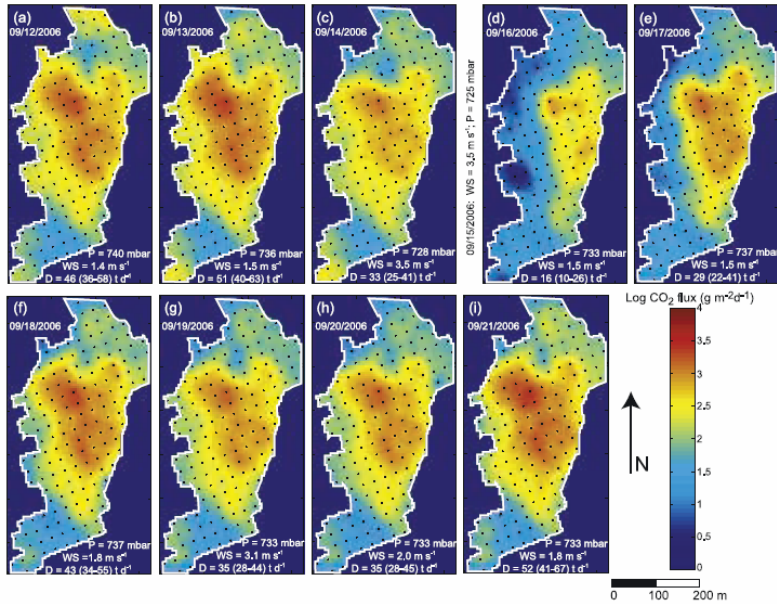 (a)
09/12/2006
P = 740 mbar
WS = 1.4 m s⁻¹
D = 46 (36-58) t d⁻¹
(b)
09/13/2006
P = 736 mbar
WS = 1.5 m s⁻¹
D = 51 (40-63) t d⁻¹
(c)
09/14/2006
P = 728 mbar
WS = 3.5 m s⁻¹
D = 33 (25-41) t d⁻¹
09/15/2006: WS = 3.5 m s⁻¹; P = 725 mbar
(d)
09/16/2006
P = 733 mbar
WS = 1.5 m s⁻¹
D = 16 (10-26) t d⁻¹
(e)
09/17/2006
P = 737 mbar
WS = 1.5 m s⁻¹
D = 29 (22-41) t d⁻¹
(f)
09/18/2006
P = 737 mbar
WS = 1.8 m s⁻¹
D = 43 (34-55) t d⁻¹
(g)
09/19/2006
P = 733 mbar
WS = 3.1 m s⁻¹
D = 35 (28-44) t d⁻¹
(h)
09/20/2006
P = 733 mbar
WS = 2.0 m s⁻¹
D = 35 (28-45) t d⁻¹
(i)
09/21/2006
P = 733 mbar
WS = 1.8 m s⁻¹
D = 52 (41-67) t d⁻¹
Log CO₂ flux (g m⁻²d⁻¹)
4
3.5
3
2.5
2
1.5
1
0.5
0
N
0 100 200 m